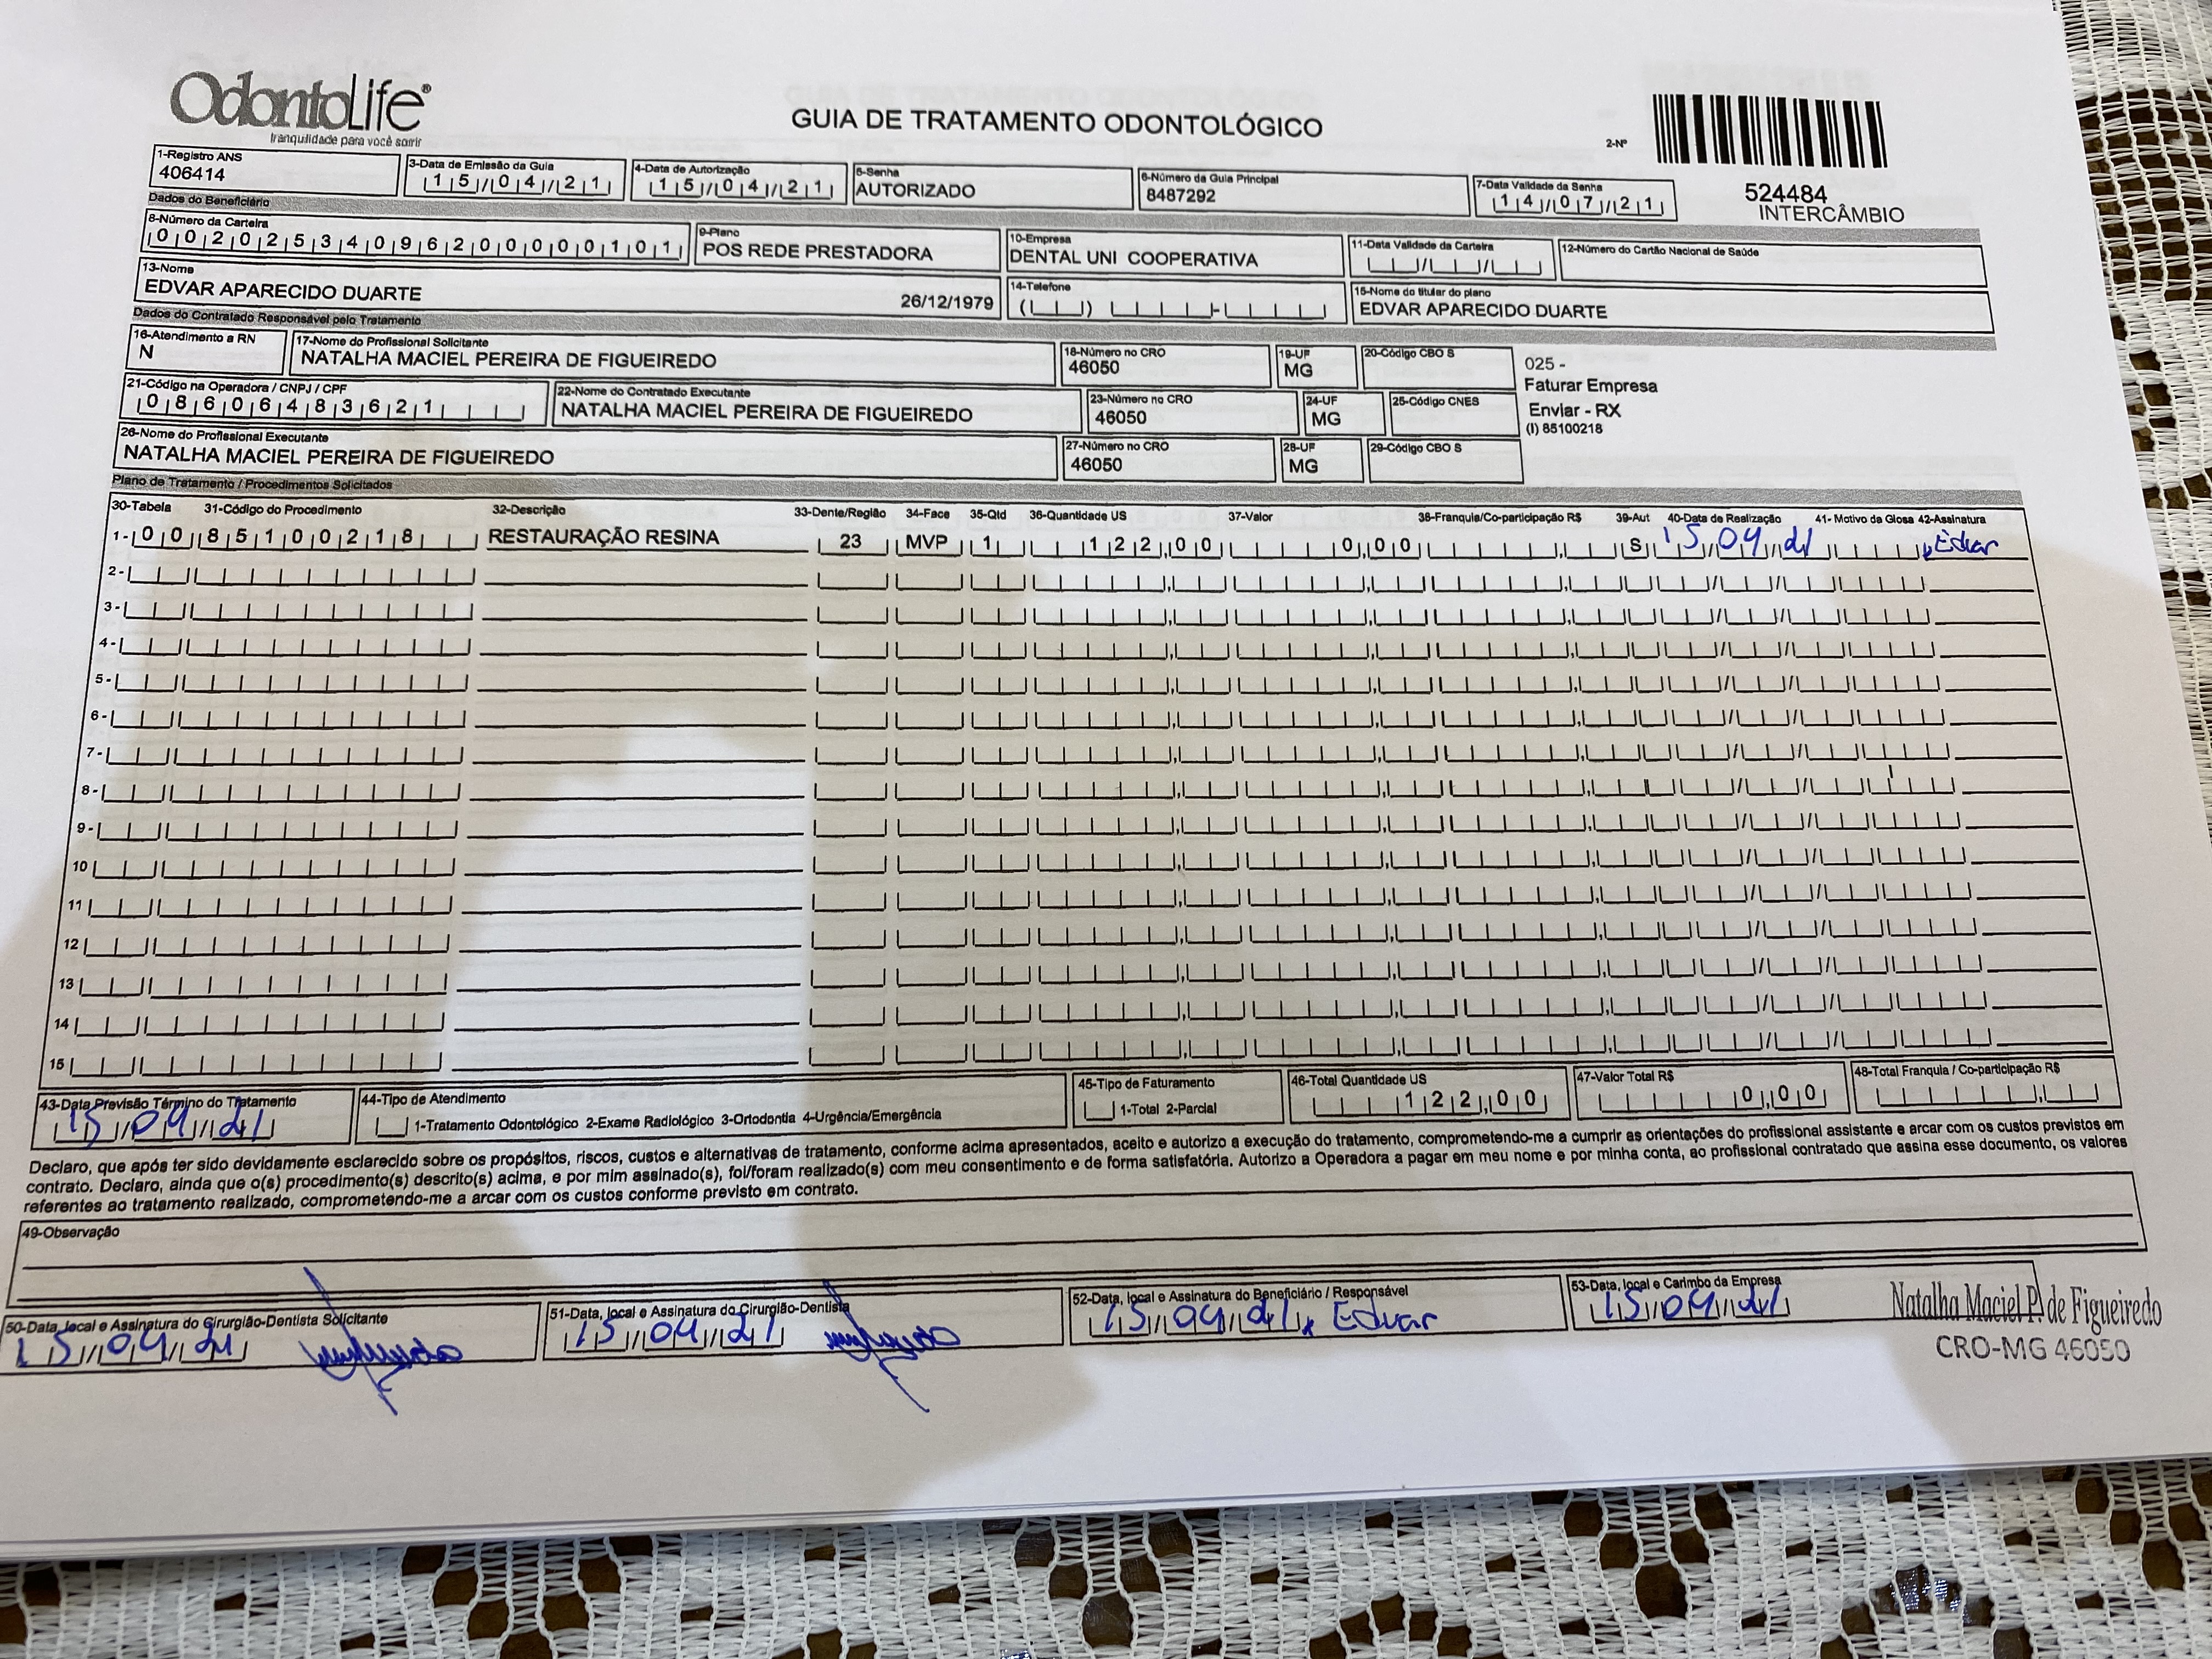 OdontoLife®
tranquilidade para você sorrir
GUIA DE TRATAMENTO ODONTOLÓGICO
2-Nº
524484
INTERCÂMBIO
1-Registro ANS
406414
3-Data de Emissão da Guia
15/04/21
4-Data de Autorização
15/04/21
5-Senha
AUTORIZADO
6-Número da Guia Principal
8487292
7-Data Validade da Senha
14/07/21
Dados do Beneficiário
8-Número da Carteira
00202534096200000101
9-Plano
POS REDE PRESTADORA
10-Empresa
DENTAL UNI COOPERATIVA
11-Data Validade da Carteira
12-Número do Cartão Nacional de Saúde
13-Nome
EDVAR APARECIDO DUARTE 26/12/1979
14-Telefone
15-Nome do titular do plano
EDVAR APARECIDO DUARTE
Dados do Contratado Responsável pelo Tratamento
16-Atendimento a RN
N
17-Nome do Profissional Solicitante
NATALHA MACIEL PEREIRA DE FIGUEIREDO
18-Número no CRO
46050
19-UF
MG
20-Código CBO S
025 -
Faturar Empresa
Enviar - RX
(I) 85100218
21-Código na Operadora / CNPJ / CPF
08606483621
22-Nome do Contratado Executante
NATALHA MACIEL PEREIRA DE FIGUEIREDO
23-Número no CRO
46050
24-UF
MG
25-Código CNES
26-Nome do Profissional Executante
NATALHA MACIEL PEREIRA DE FIGUEIREDO
27-Número no CRO
46050
28-UF
MG
29-Código CBO S
Plano de Tratamento / Procedimentos Solicitados
30-Tabela 31-Código do Procedimento 32-Descrição 33-Dente/Região 34-Face 35-Qtd 36-Quantidade US 37-Valor 38-Franquia/Co-participação R$ 39-Aut 40-Data de Realização 41- Motivo da Glosa 42-Assinatura
1- 00 85100218 RESTAURAÇÃO RESINA 23 MVP 1 122,00 0,00 S 15/04/21 Edvar
2-
3-
4-
5-
6-
7-
8-
9-
10
11
12
13
14
15
43-Data Previsão Término do Tratamento
15/04/21
44-Tipo de Atendimento
1-Tratamento Odontológico 2-Exame Radiológico 3-Ortodontia 4-Urgência/Emergência
45-Tipo de Faturamento
1-Total 2-Parcial
46-Total Quantidade US
122,00
47-Valor Total R$
0,00
48-Total Franquia / Co-participação R$
Declaro, que após ter sido devidamente esclarecido sobre os propósitos, riscos, custos e alternativas de tratamento, conforme acima apresentados, aceito e autorizo a execução do tratamento, comprometendo-me a cumprir as orientações do profissional assistente e arcar com os custos previstos em
contrato. Declaro, ainda que o(s) procedimento(s) descrito(s) acima, e por mim assinado(s), foi/foram realizado(s) com meu consentimento e de forma satisfatória. Autorizo a Operadora a pagar em meu nome e por minha conta, ao profissional contratado que assina esse documento, os valores
referentes ao tratamento realizado, comprometendo-me a arcar com os custos conforme previsto em contrato.
49-Observação
50-Data, local e Assinatura do Cirurgião-Dentista Solicitante
15/04/21
51-Data, local e Assinatura do Cirurgião-Dentista
15/04/21
52-Data, local e Assinatura do Beneficiário / Responsável
15/04/21 x Edvar
53-Data, local e Carimbo da Empresa
15/04/21
Natalha Maciel P. de Figueiredo
CRO-MG 46050